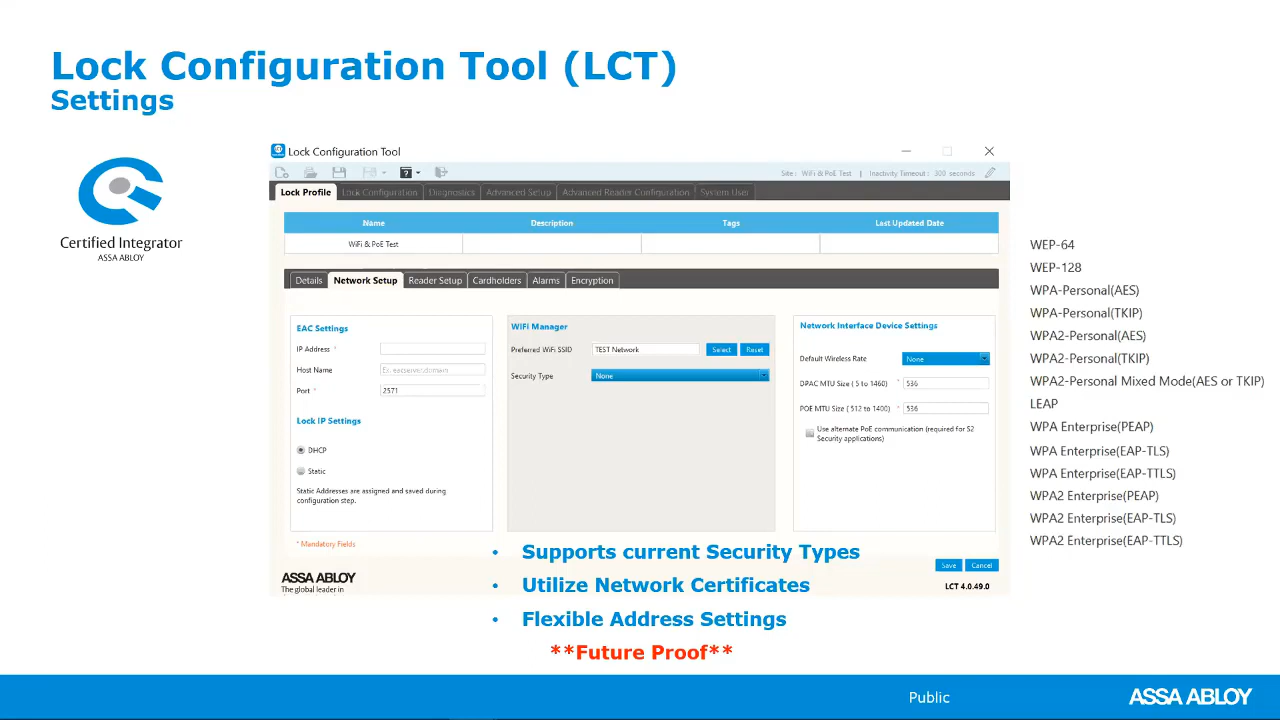 Lock Configuration Tool (LCT)
Settings
Certified Integrator
ASSA ABLOY
Lock Configuration Tool
Site : WiFi & PoE Test | Inactivity Timeout : 300 seconds
Lock Profile Lock Configuration Diagnostics Advanced Setup Advanced Reader Configuration System User
Name Description Tags Last Updated Date
WiFi & PoE Test
Details Network Setup Reader Setup Cardholders Alarms Encryption
EAC Settings
IP Address *
Host Name Ex. eacserver.domain
Port * 2571
Lock IP Settings
DHCP
Static
Static Addresses are assigned and saved during
configuration step.
* Mandatory Fields
WiFi Manager
Preferred WiFi SSID TEST Network Select Reset
Security Type None
Network Interface Device Settings
Default Wireless Rate None
DPAC MTU Size ( 5 to 1460) * 536
POE MTU Size ( 512 to 1400) * 536
Use alternate PoE communication (required for S2
Security applications)
Save Cancel
ASSA ABLOY
The global leader in
LCT 4.0.49.0
WEP-64
WEP-128
WPA-Personal(AES)
WPA-Personal(TKIP)
WPA2-Personal(AES)
WPA2-Personal(TKIP)
WPA2-Personal Mixed Mode(AES or TKIP)
LEAP
WPA Enterprise(PEAP)
WPA Enterprise(EAP-TLS)
WPA Enterprise(EAP-TTLS)
WPA2 Enterprise(PEAP)
WPA2 Enterprise(EAP-TLS)
WPA2 Enterprise(EAP-TTLS)
• Supports current Security Types
• Utilize Network Certificates
• Flexible Address Settings
**Future Proof**
Public
ASSA ABLOY